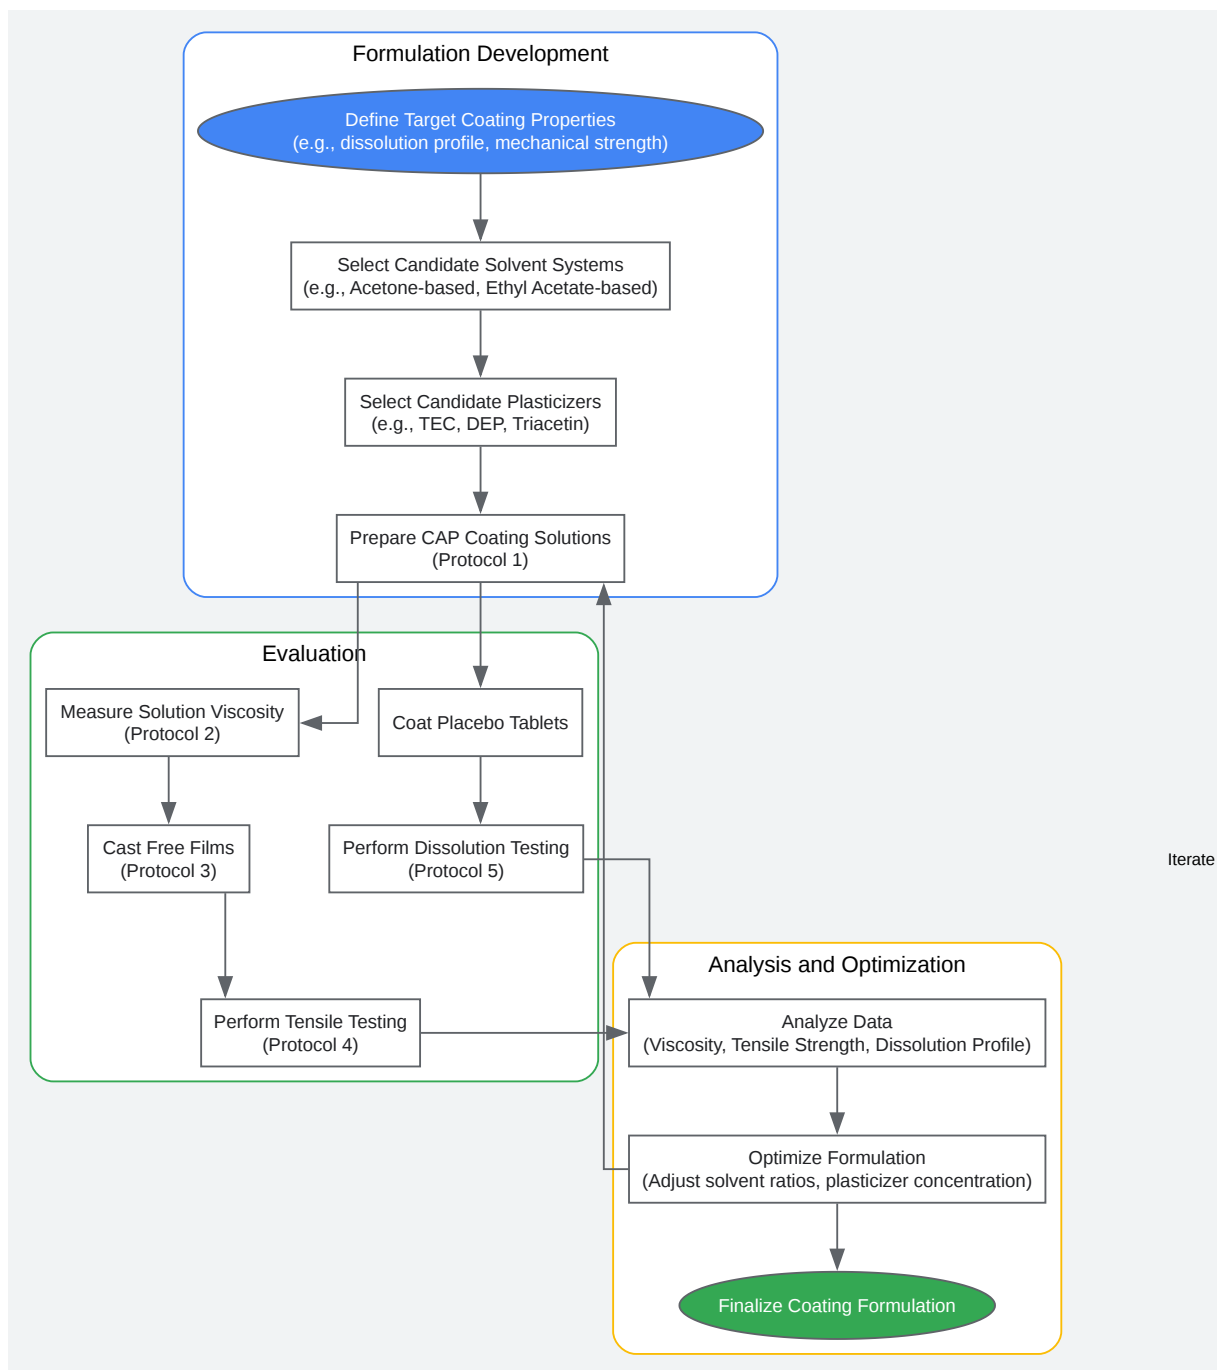 Formulation Development
Define Target Coating Properties
(e.g., dissolution profile, mechanical strength)
Select Candidate Solvent Systems
(e.g., Acetone-based, Ethyl Acetate-based)
Select Candidate Plasticizers
(e.g., TEC, DEP, Triacetin)
Prepare CAP Coating Solutions
(Protocol 1)
Evaluation
Measure Solution Viscosity
(Protocol 2)
Coat Placebo Tablets
Cast Free Films
(Protocol 3)
Perform Dissolution Testing
(Protocol 5)
Iterate
Perform Tensile Testing
(Protocol 4)
Analysis and Optimization
Analyze Data
(Viscosity, Tensile Strength, Dissolution Profile)
Optimize Formulation
(Adjust solvent ratios, plasticizer concentration)
Finalize Coating Formulation